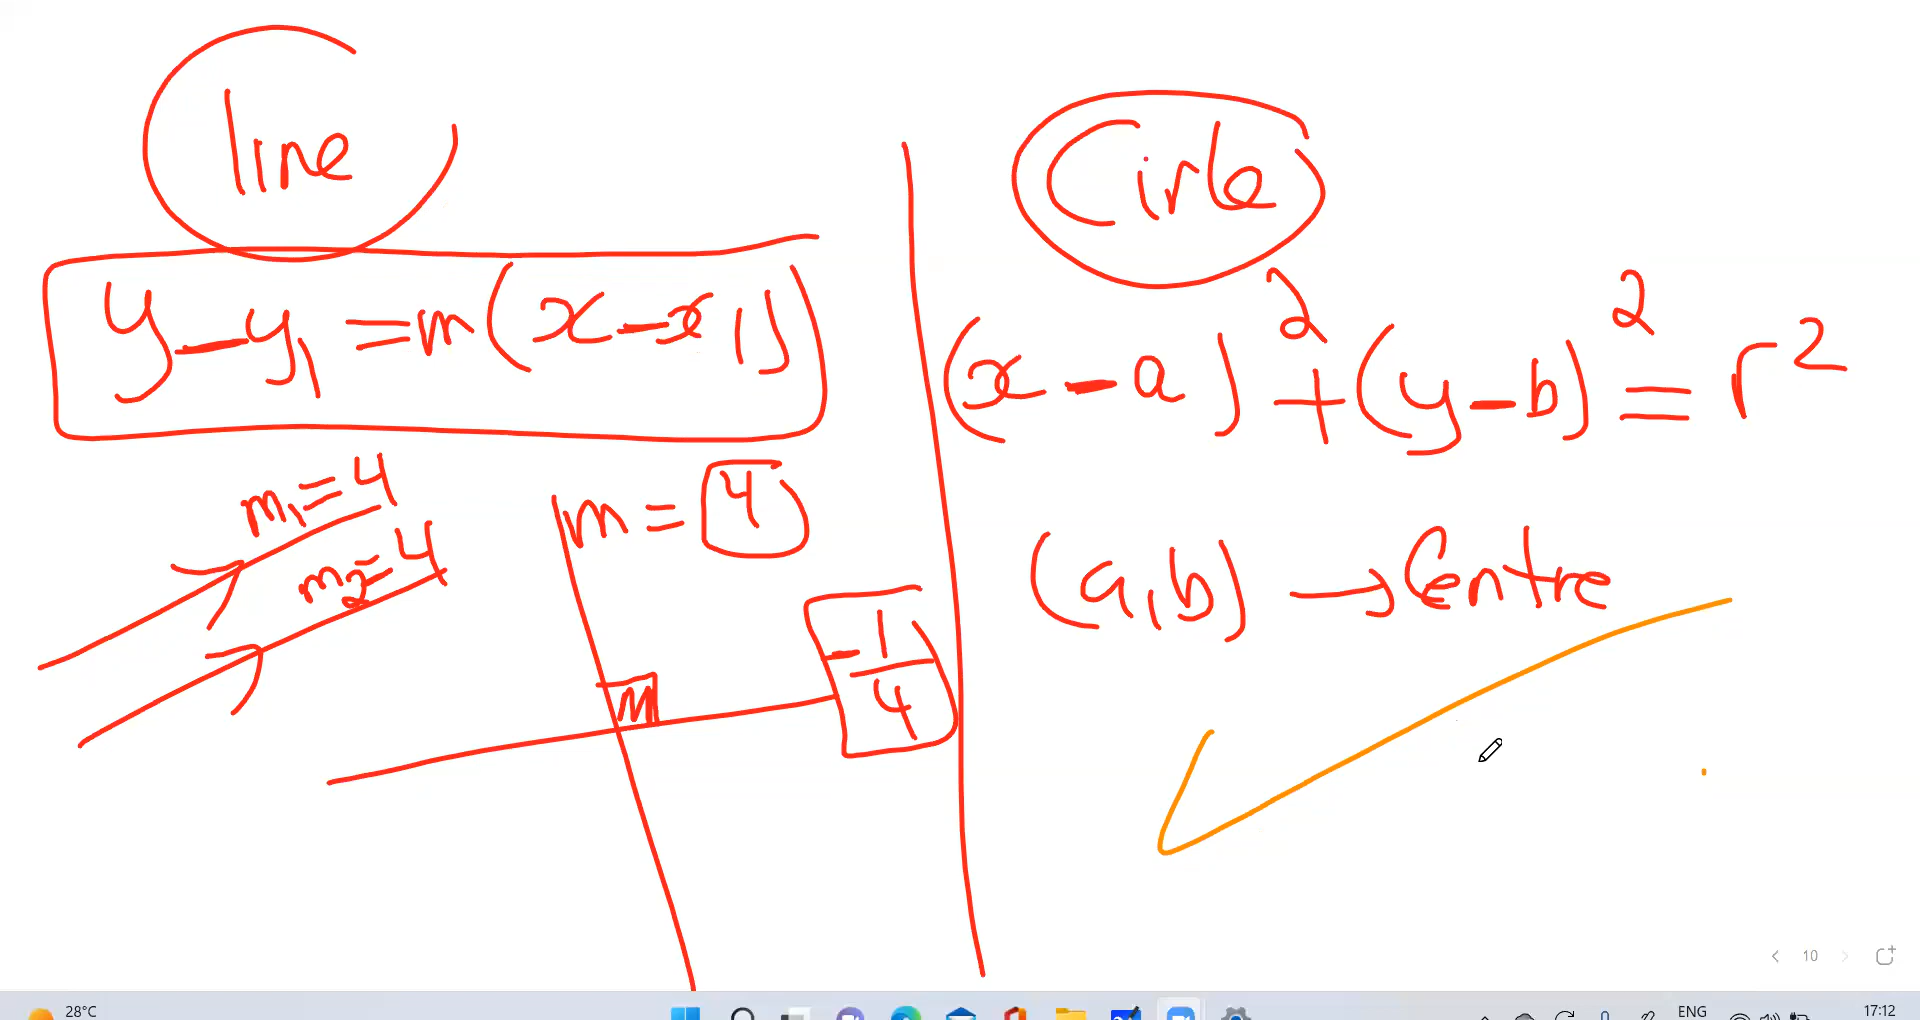 line
y - y₁ = m(x - x1)
m₁ = 4
m₂ = 4
m = 4
- 1/4
Cirle
(x - a)² + (y - b)² = r²
(a, b) → Centre
10
28°C
ENG
17:12